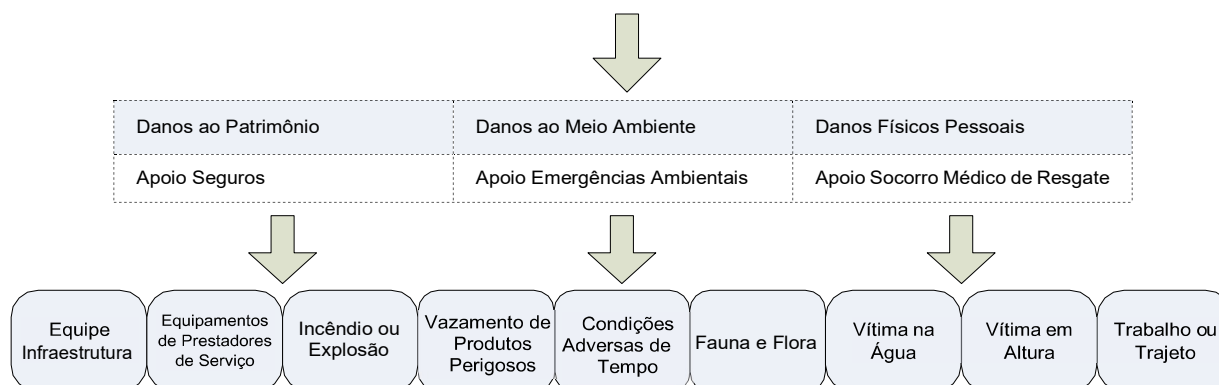 Danos ao Patrimônio
Danos ao Meio Ambiente
Danos Físicos Pessoais
Apoio Seguros
Apoio Emergências Ambientais
Apoio Socorro Médico de Resgate
Equipe
Infraestrutura
Equipamentos
de Prestadores
de Serviço
Incêndio ou
Explosão
Vazamento de
Produtos
Perigosos
Condições
Adversas de
Tempo
Fauna e Flora
Vítima na
Água
Vítima em
Altura
Trabalho ou
Trajeto